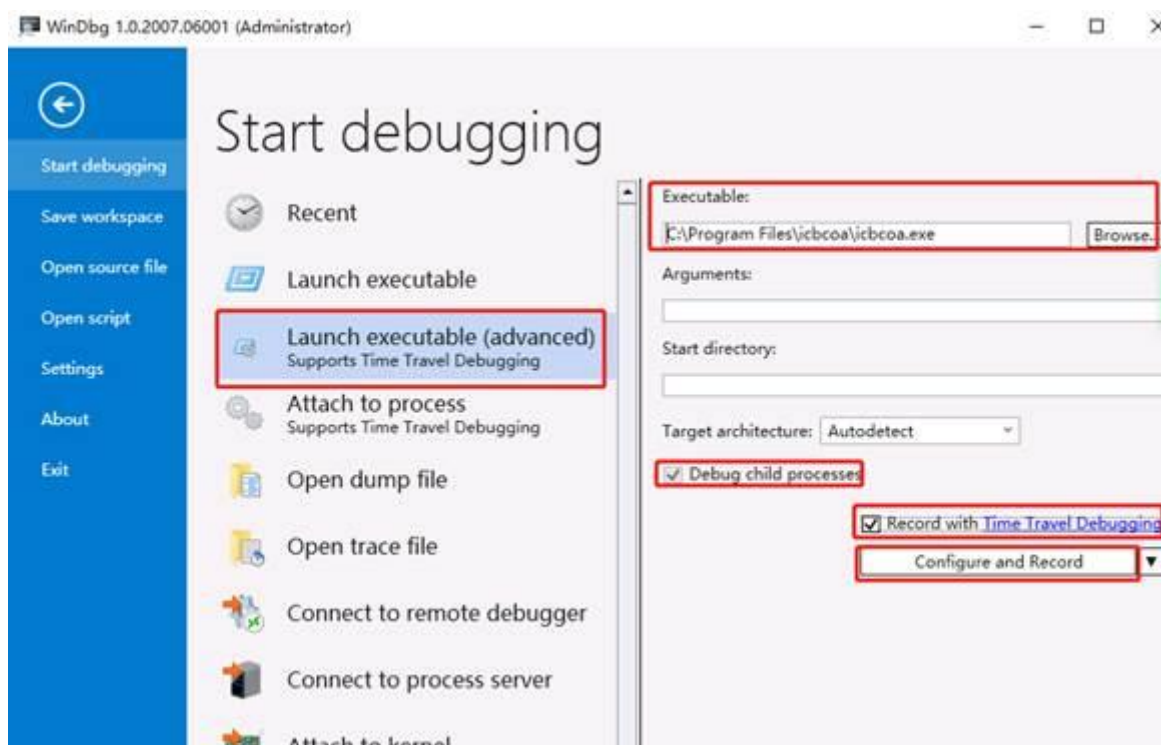 WinDbg 1.0.2007.06001 (Administrator)
Start debugging
Save workspace
Open source file
Open script
Settings
About
Exit
Start debugging
Recent
Launch executable
Launch executable (advanced)
Supports Time Travel Debugging
Attach to process
Supports Time Travel Debugging
Open dump file
Open trace file
Connect to remote debugger
Connect to process server
Attach to kernel
Executable:
C:\Program Files\icbcoa\icbcoa.exe
Browse..
Arguments:
Start directory:
Target architecture: Autodetect
Debug child processes
Record with Time Travel Debugging
Configure and Record